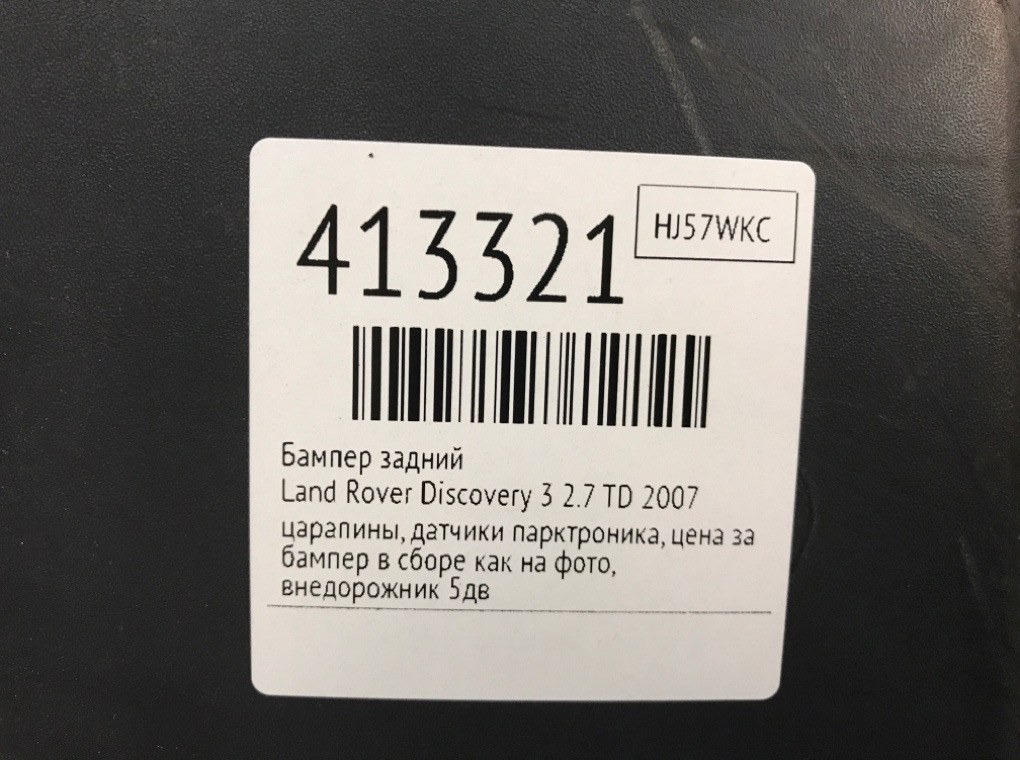 413321
HJ57WKC
Бампер задний
Land Rover Discovery 3 2.7 TD 2007
царапины, датчики парктроника, цена за
бампер в сборе как на фото,
внедорожник 5дв